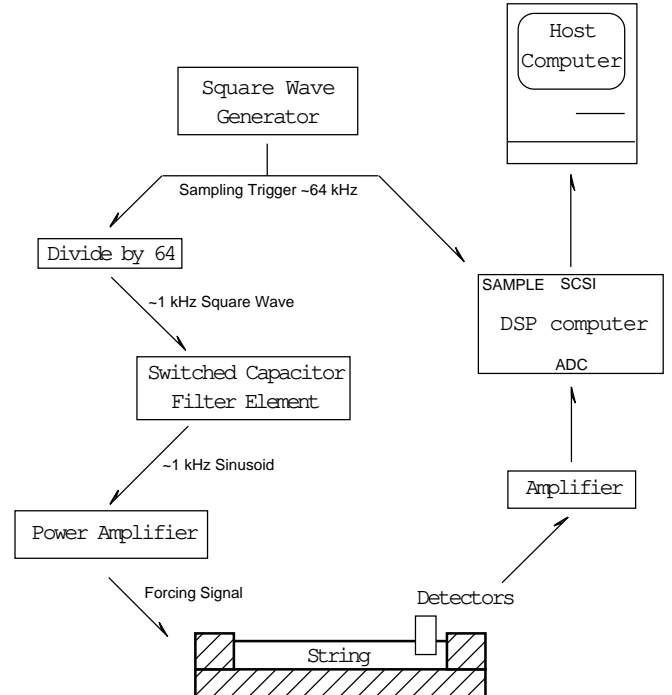 Host
Computer
Square Wave
Generator
Sampling Trigger ~64 kHz
Divide by 64
SAMPLE SCSI
DSP computer
ADC
~1 kHz Square Wave
Switched Capacitor
Filter Element
~1 kHz Sinusoid
Amplifier
Power Amplifier
Forcing Signal
Detectors
String